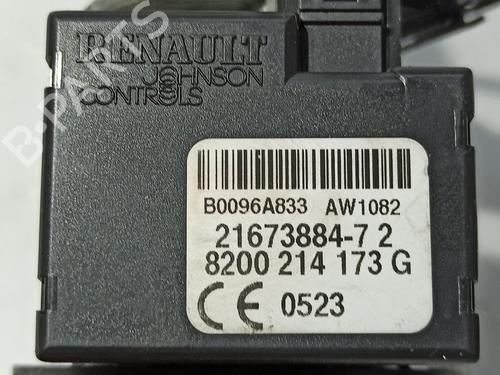 RENAULT
JOHNSON
CONTROLS
B-PARTS
B0096A833 AW1082
21673884-7 2
8200 214 173 G
CE 0523